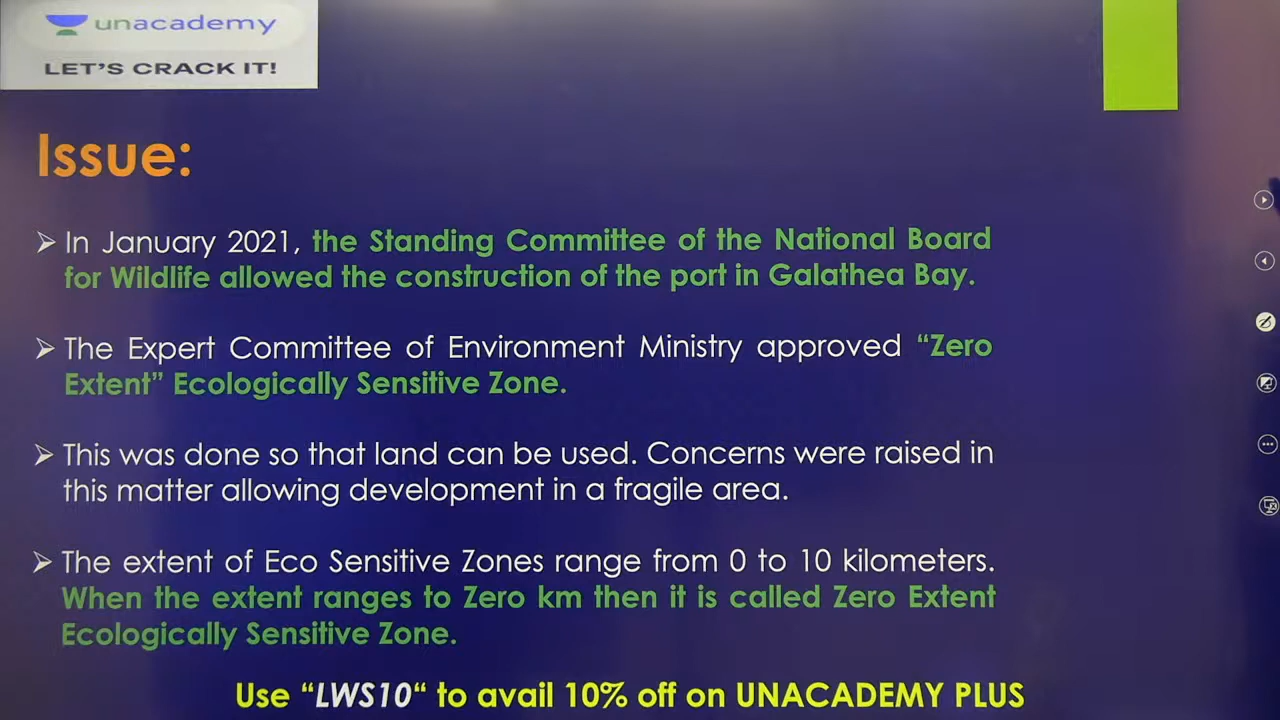 unacademy
LET'S CRACK IT!
Issue:
In January 2021, the Standing Committee of the National Board
for Wildlife allowed the construction of the port in Galathea Bay.
The Expert Committee of Environment Ministry approved “Zero
Extent” Ecologically Sensitive Zone.
This was done so that land can be used. Concerns were raised in
this matter allowing development in a fragile area.
The extent of Eco Sensitive Zones range from 0 to 10 kilometers.
When the extent ranges to Zero km then it is called Zero Extent
Ecologically Sensitive Zone.
Use “LWS10“ to avail 10% off on UNACADEMY PLUS